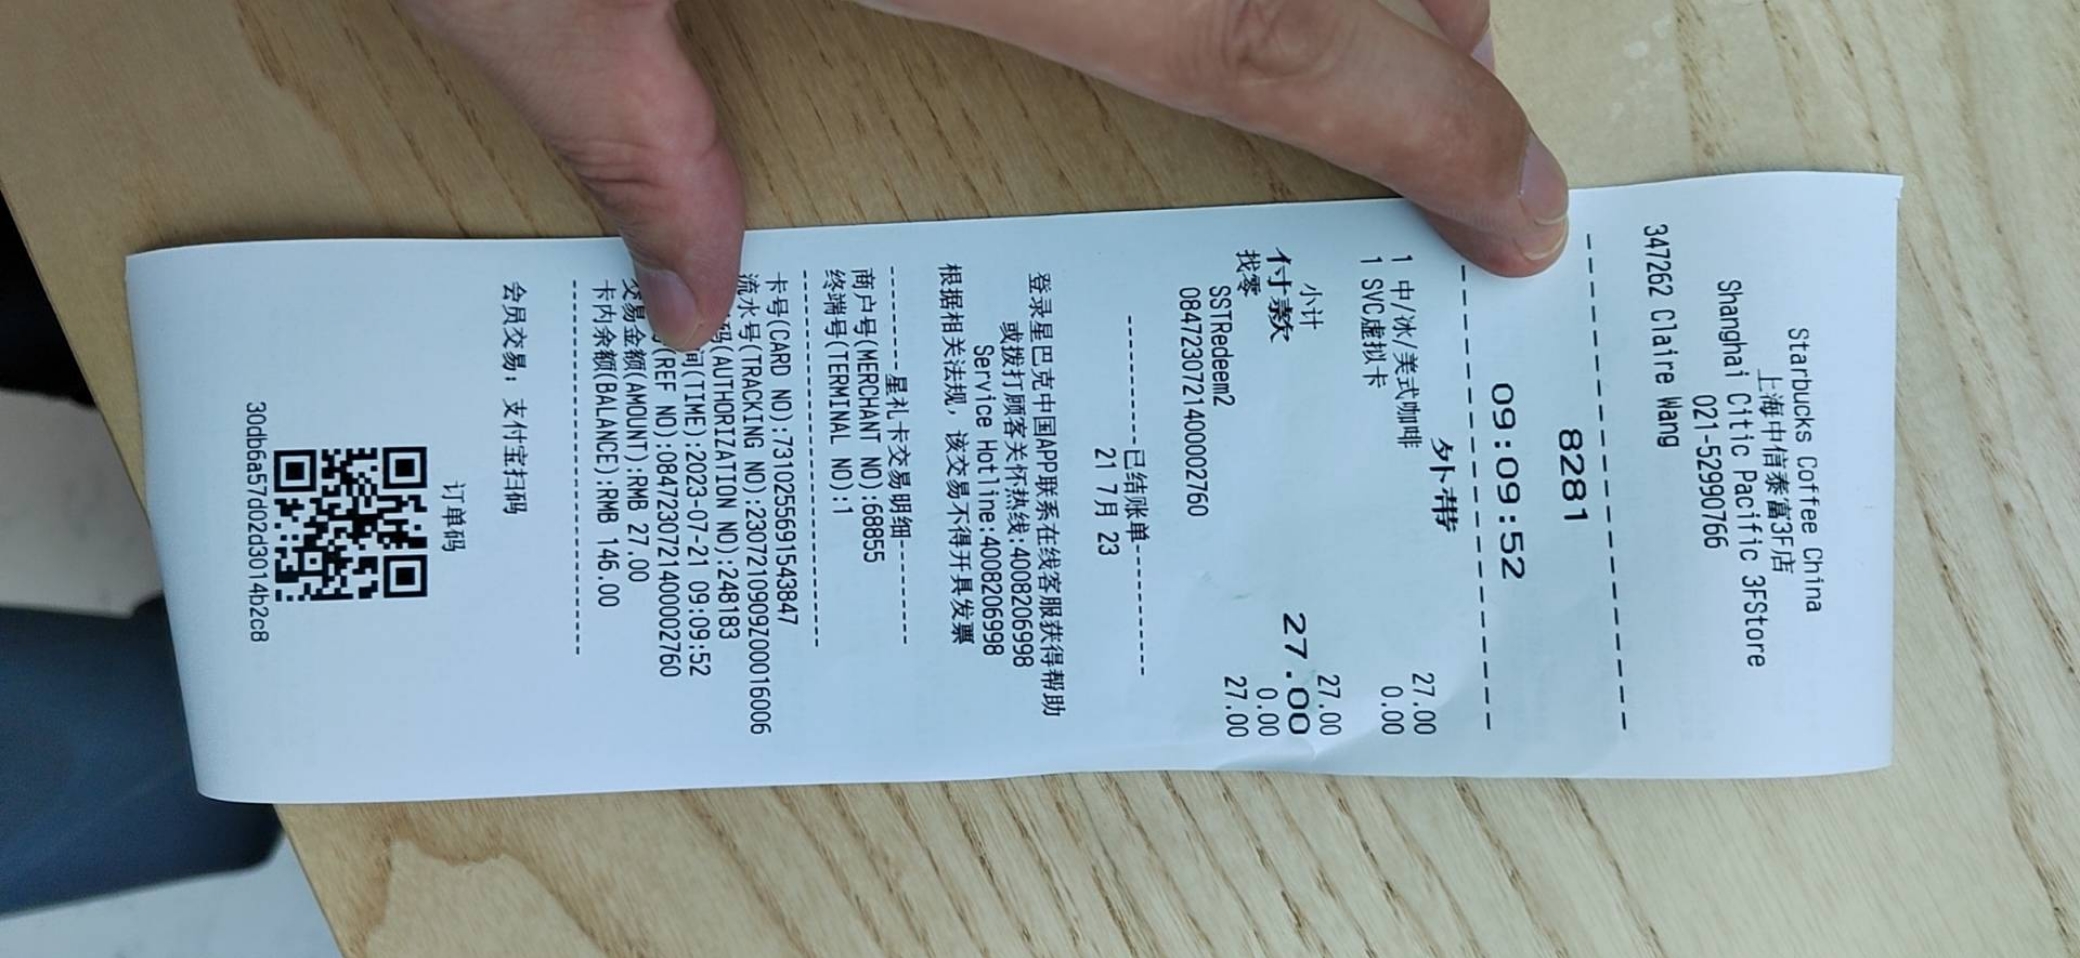 Starbucks Coffee China
上海中信泰富3F店
Shanghai Citic Pacific 3FStore
021-52990766
347262 Claire Wang
8281
09:09:52
外带
1 中/冰/美式咖啡 27.00
1 SVC虚拟卡 0.00
小计 27.00
付款 27.00
找零 0.00
SSTRedeem2 27.00
08472307214000002760
已结账单
21 7月 23
登录星巴克中国APP联系在线客服获得帮助
或拨打顾客关怀热线:4008206998
Service Hotline:4008206998
根据相关法规，该交易不得开具发票
星礼卡交易明细
商户号(MERCHANT NO):68855
终端号(TERMINAL NO):1
卡号(CARD NO):7310255691543847
流水号(TRACKING NO):230721090970001​6006
码(AUTHORIZATION NO):248183
间(TIME):2023-07-21 09:09:52
(REF NO):08472307214000002760
交易金额(AMOUNT):RMB 27.00
卡内余额(BALANCE):RMB 146.00
会员交易：支付宝扫码
订单码
30db6a57d02d3014b2c8